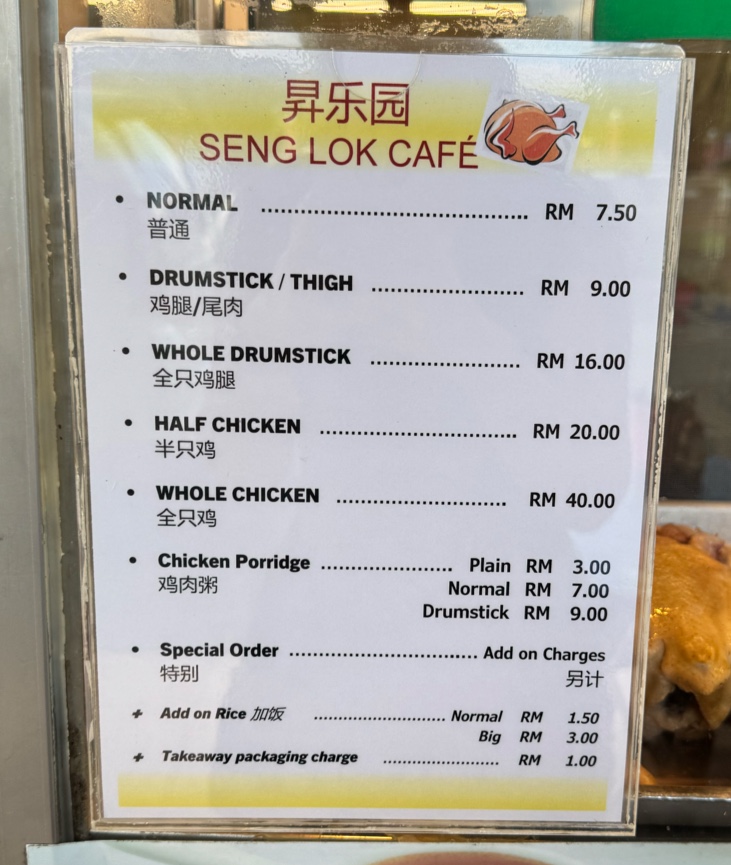 昇乐园
SENG LOK CAFÉ
• NORMAL ........................................ RM 7.50
普通
• DRUMSTICK / THIGH ...................... RM 9.00
鸡腿/尾肉
• WHOLE DRUMSTICK ...................... RM 16.00
全只鸡腿
• HALF CHICKEN ............................. RM 20.00
半只鸡
• WHOLE CHICKEN ......................... RM 40.00
全只鸡
• Chicken Porridge .................... Plain RM 3.00
鸡肉粥 Normal RM 7.00
Drumstick RM 9.00
• Special Order ............................ Add on Charges
特别 另计
+ Add on Rice 加饭 ............................ Normal RM 1.50
Big RM 3.00
+ Takeaway packaging charge ......................... RM 1.00